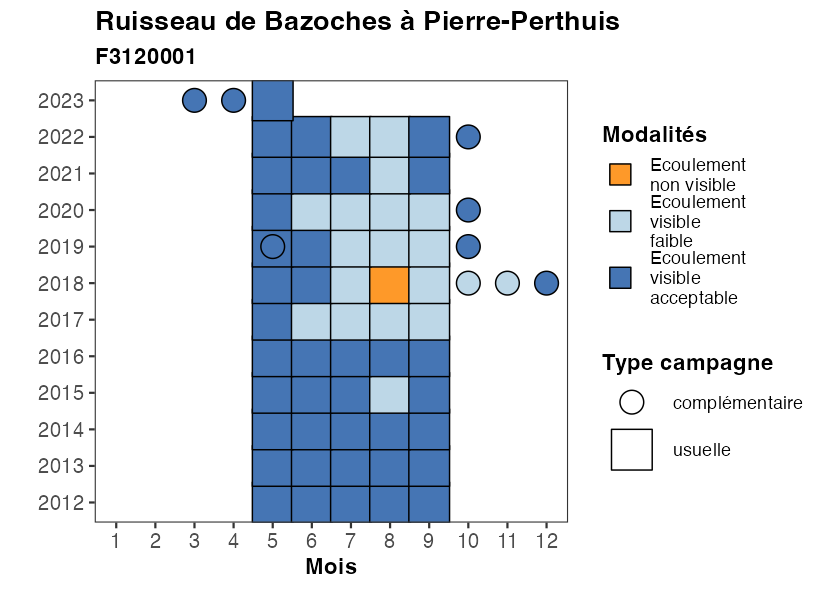 Ruisseau de Bazoches à Pierre-Perthuis
F3120001
2023
2022
2021
2020
2019
2018
2017
2016
2015
2014
2013
2012
1 2 3 4 5 6 7 8 9 10 11 12
Mois
Modalités
Ecoulement
non visible
Ecoulement
visible
faible
Ecoulement
visible
acceptable
Type campagne
complémentaire
usuelle